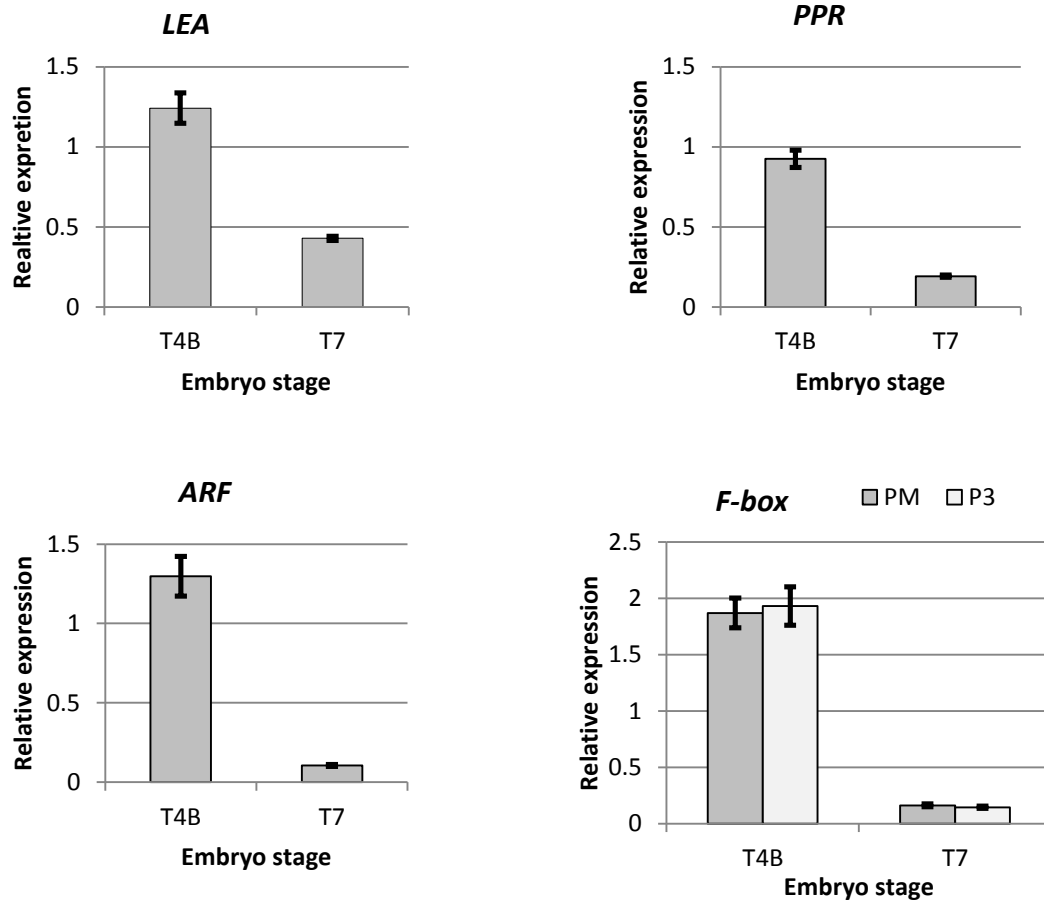 LEA
1.5
1
0.5
0
Realtive expretion
T4B T7
Embryo stage
PPR
1.5
1
0.5
0
Relative expression
T4B T7
Embryo stage
ARF
1.5
1
0.5
0
Relative expression
T4B T7
Embryo stage
F-box PM P3
2.5
2
1.5
1
0.5
0
Relative expression
T4B T7
Embryo stage